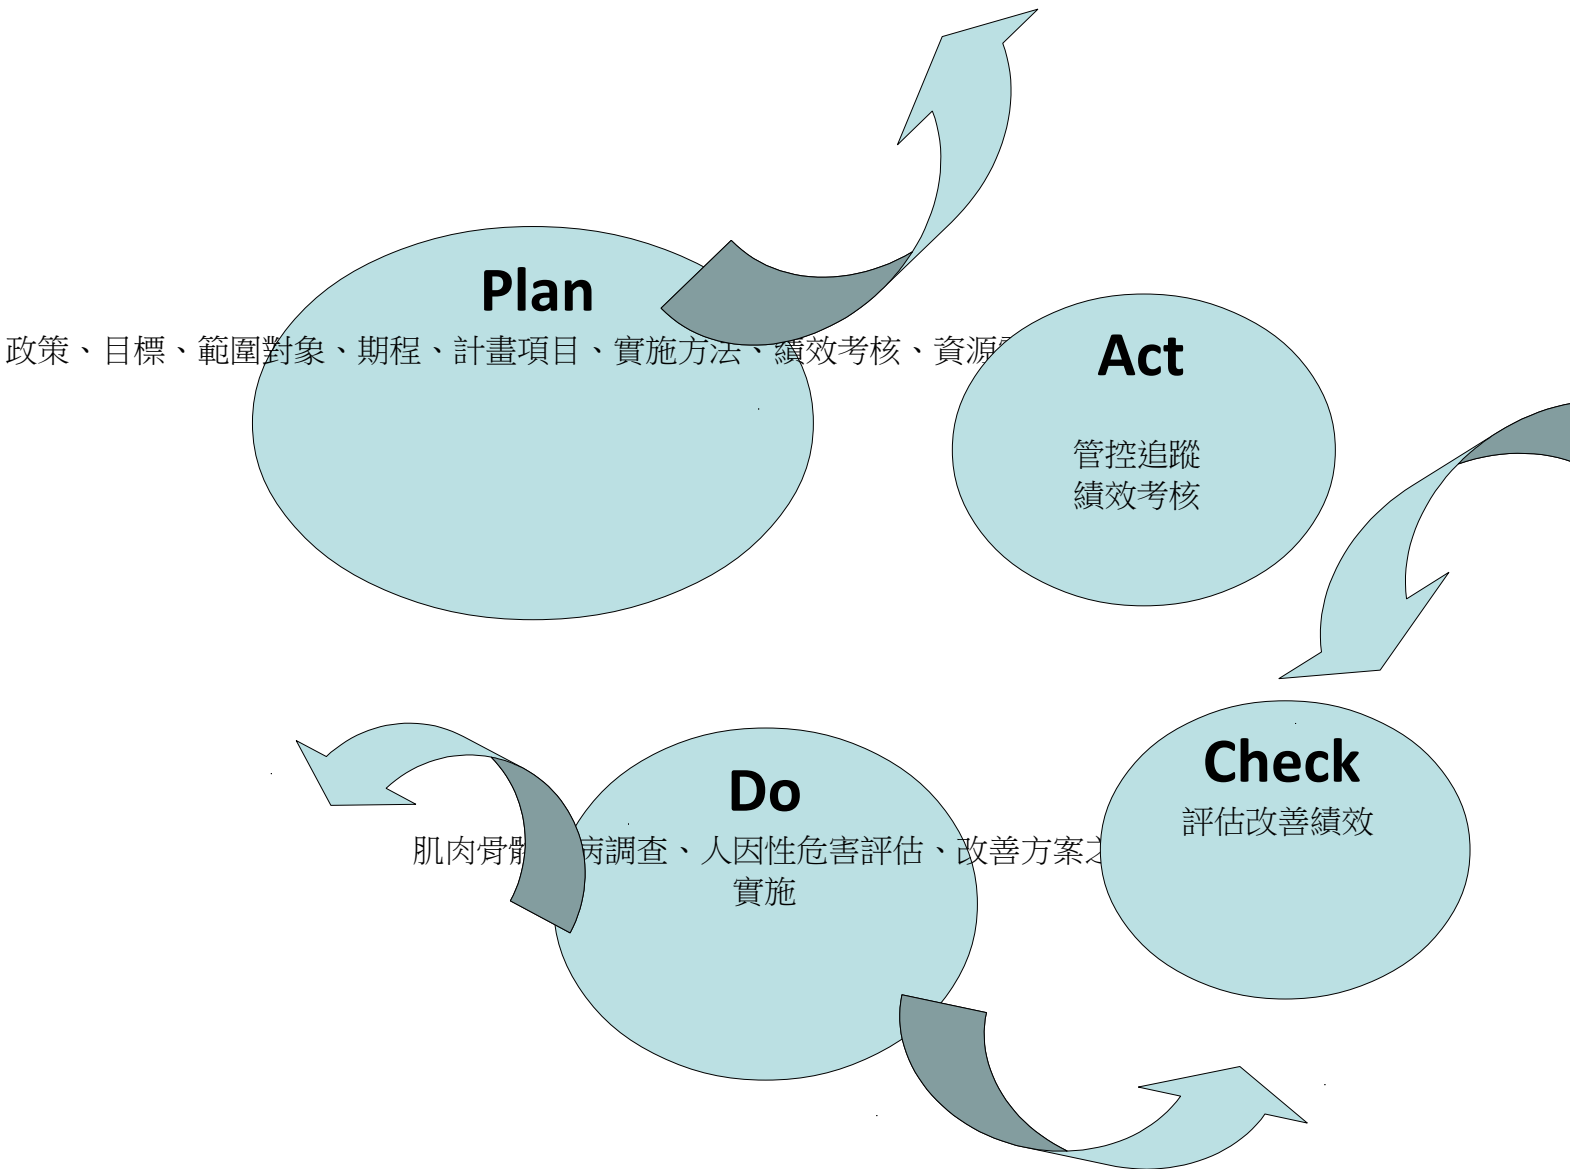 Plan
政策、目標、範圍對象、期程、計畫項目、實施方法、績效考核、資源
Act
管控追蹤
績效考核
Do
肌肉骨 病調查、人因性危害評估、改善方案之
實施
Check
評估改善績效